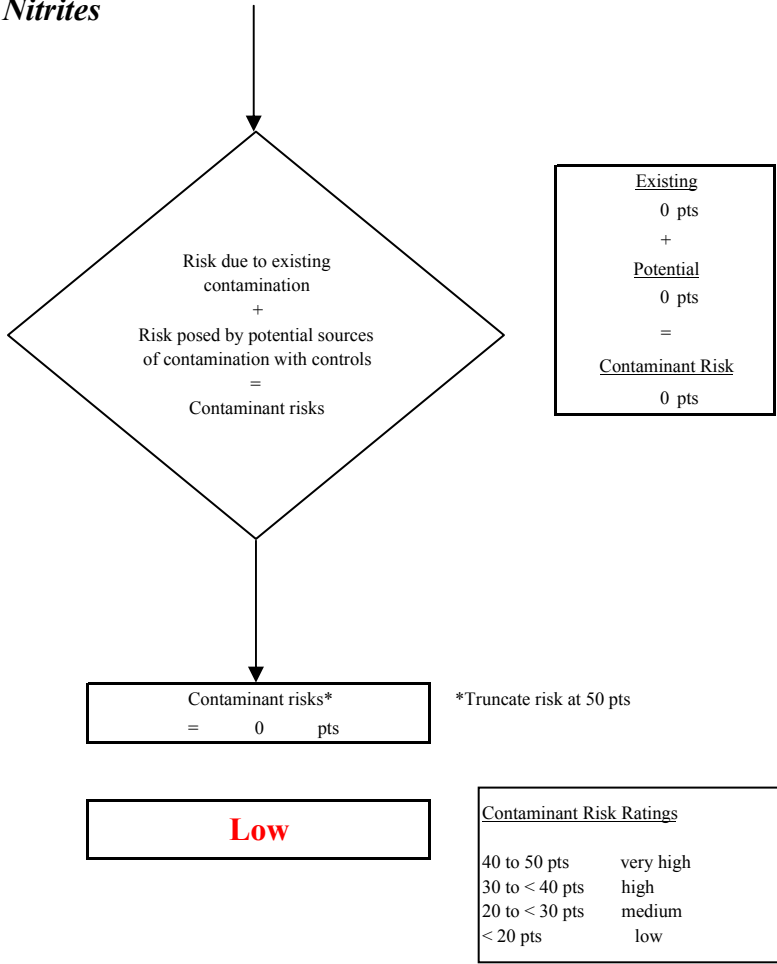 Nitrites
Risk due to existing
contamination
+
Risk posed by potential sources
of contamination with controls
=
Contaminant risks
Existing
0 pts
+
Potential
0 pts
=
Contaminant Risk
0 pts
Contaminant risks*
= 0 pts
*Truncate risk at 50 pts
Low
Contaminant Risk Ratings
40 to 50 pts very high
30 to < 40 pts high
20 to < 30 pts medium
< 20 pts low